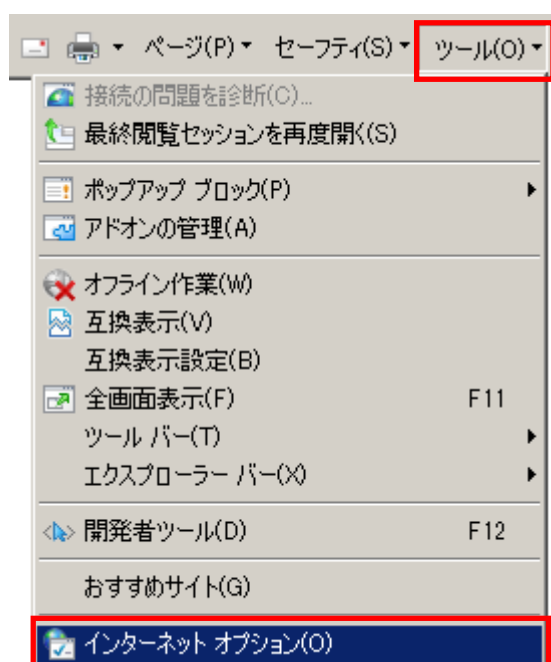 ページ(P) セーフティ(S) ツール(O)
接続の問題を診断(C)...
最終閲覧セッションを再度開く(S)
ポップアップ ブロック(P)
アドオンの管理(A)
オフライン作業(W)
互換表示(V)
互換表示設定(B)
全画面表示(F) F11
ツール バー(T)
エクスプローラー バー(X)
開発者ツール(D) F12
おすすめサイト(G)
インターネット オプション(O)